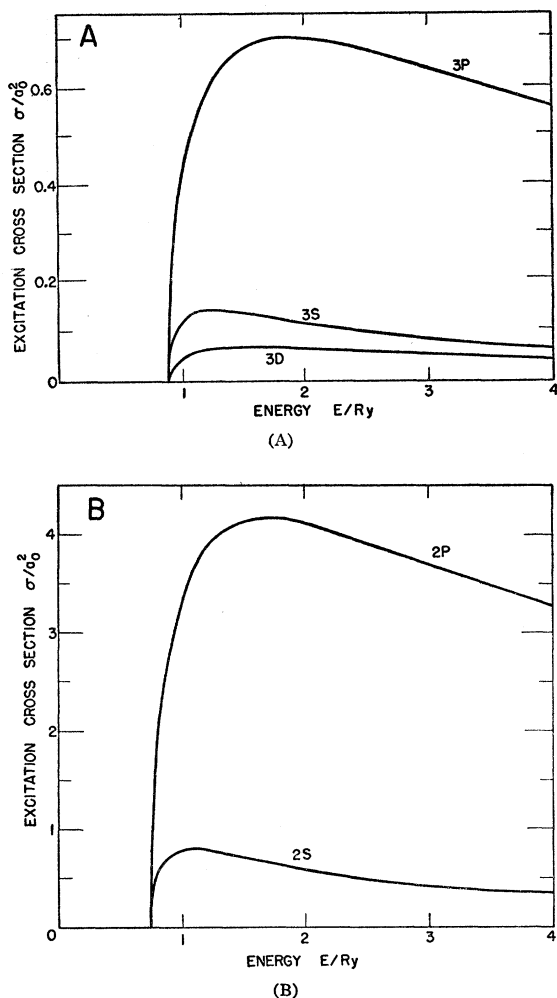 A
EXCITATION CROSS SECTION σ/a₀²
0.6
0.4
0.2
0
3P
3S
3D
1
2
3
4
ENERGY E/Ry
(A)
B
EXCITATION CROSS SECTION σ/a₀²
4
3
2
1
0
2P
2S
1
2
3
4
ENERGY E/Ry
(B)